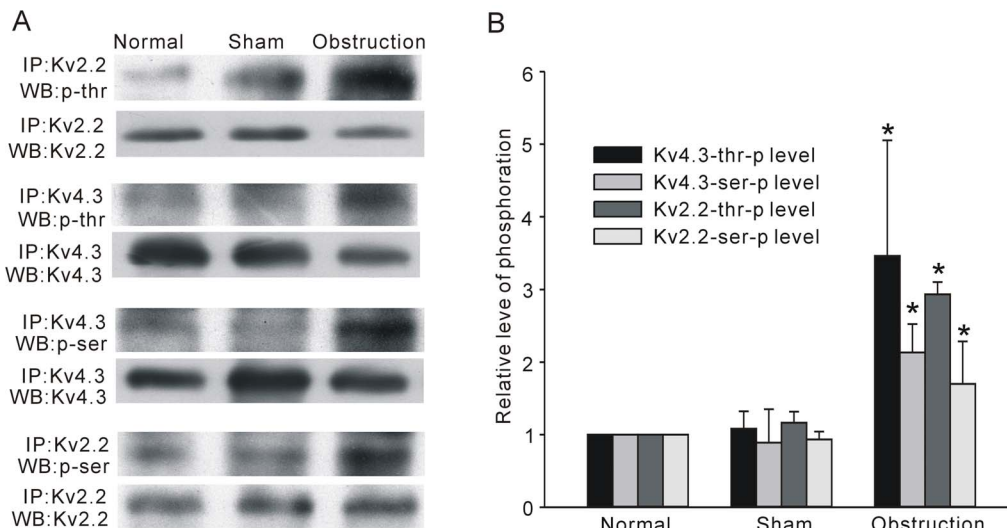 A
Normal Sham Obstruction
IP:Kv2.2
WB:p-thr
IP:Kv2.2
WB:Kv2.2
IP:Kv4.3
WB:p-thr
IP:Kv4.3
WB:Kv4.3
IP:Kv4.3
WB:p-ser
IP:Kv4.3
WB:Kv4.3
IP:Kv2.2
WB:p-ser
IP:Kv2.2
WB:Kv2.2
B
Relative level of phosphoration
6
5
4
3
2
1
0
Kv4.3-thr-p level
Kv4.3-ser-p level
Kv2.2-thr-p level
Kv2.2-ser-p level
*
*
*
*
Normal Sham Obstruction